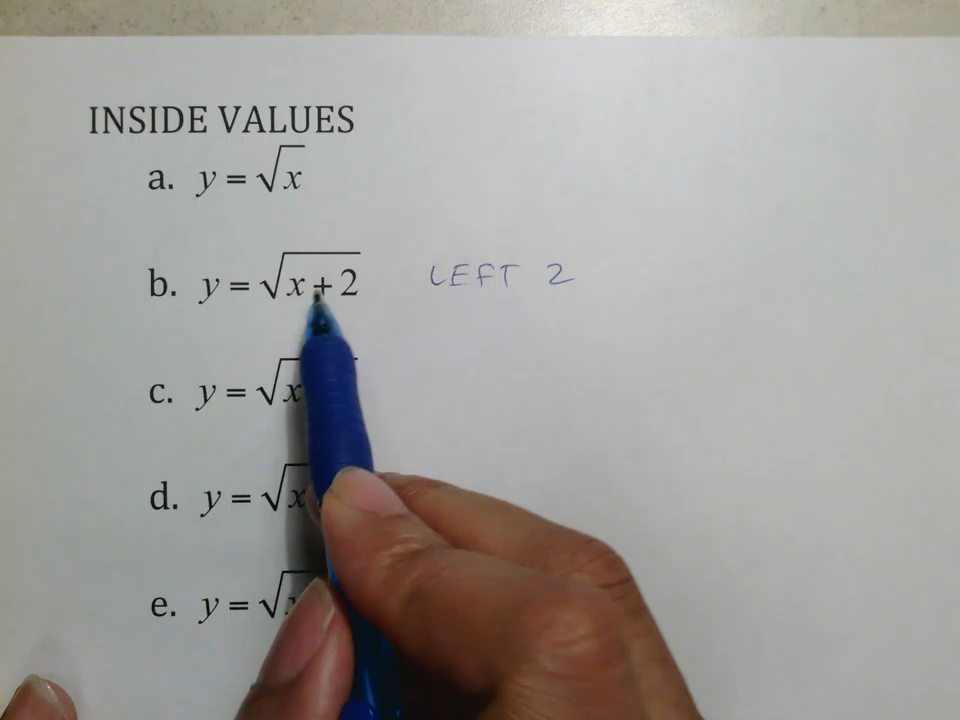 INSIDE VALUES
a. y = √x
b. y = √x + 2 LEFT 2
c. y = √x
d. y = √x
e. y = √